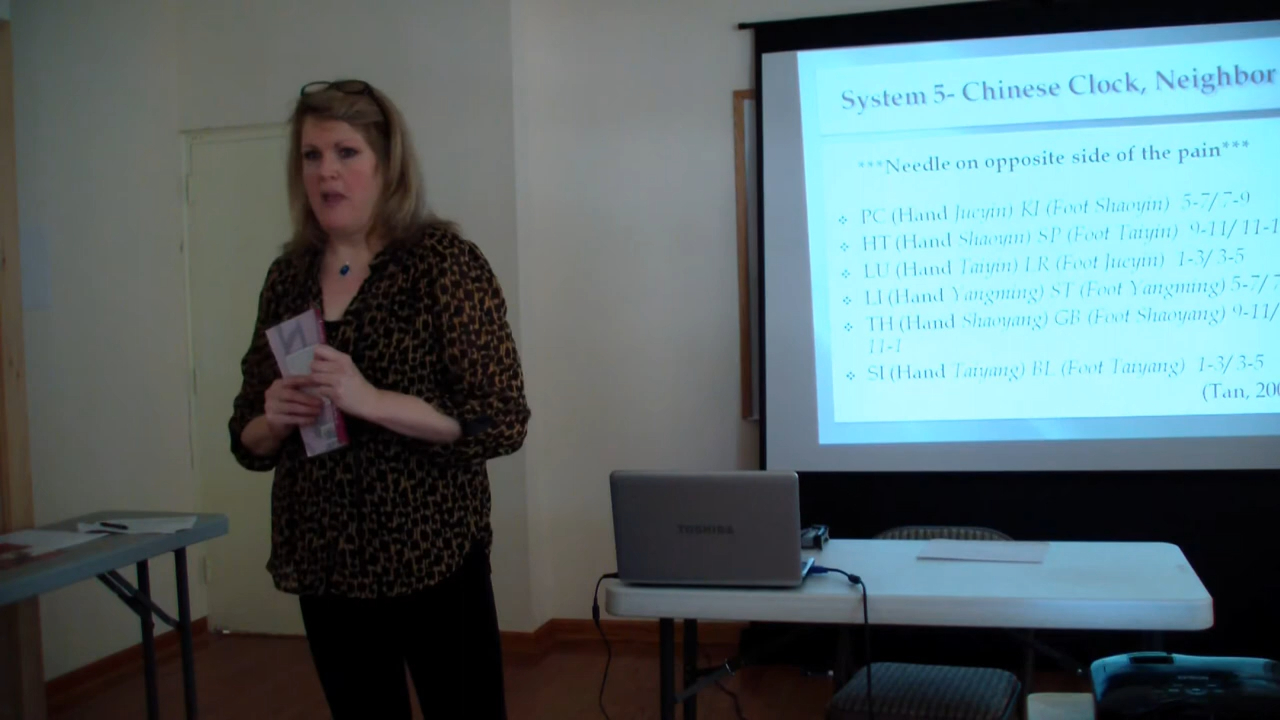 System 5- Chinese Clock, Neighbor
***Needle on opposite side of the pain***
❖ PC (Hand Jueyin) KI (Foot Shaoyin) 5-7/ 7-9
❖ HT (Hand Shaoyin) SP (Foot Taiyin) 9-11/ 11-1
❖ LU (Hand Taiyin) LR (Foot Jueyin) 1-3/ 3-5
❖ LI (Hand Yangming) ST (Foot Yangming) 5-7/ 7
❖ TH (Hand Shaoyang) GB (Foot Shaoyang) 9-11/
11-1
❖ SI (Hand Taiyang) BL (Foot Taiyang) 1-3/ 3-5
(Tan, 200
TOSHIBA